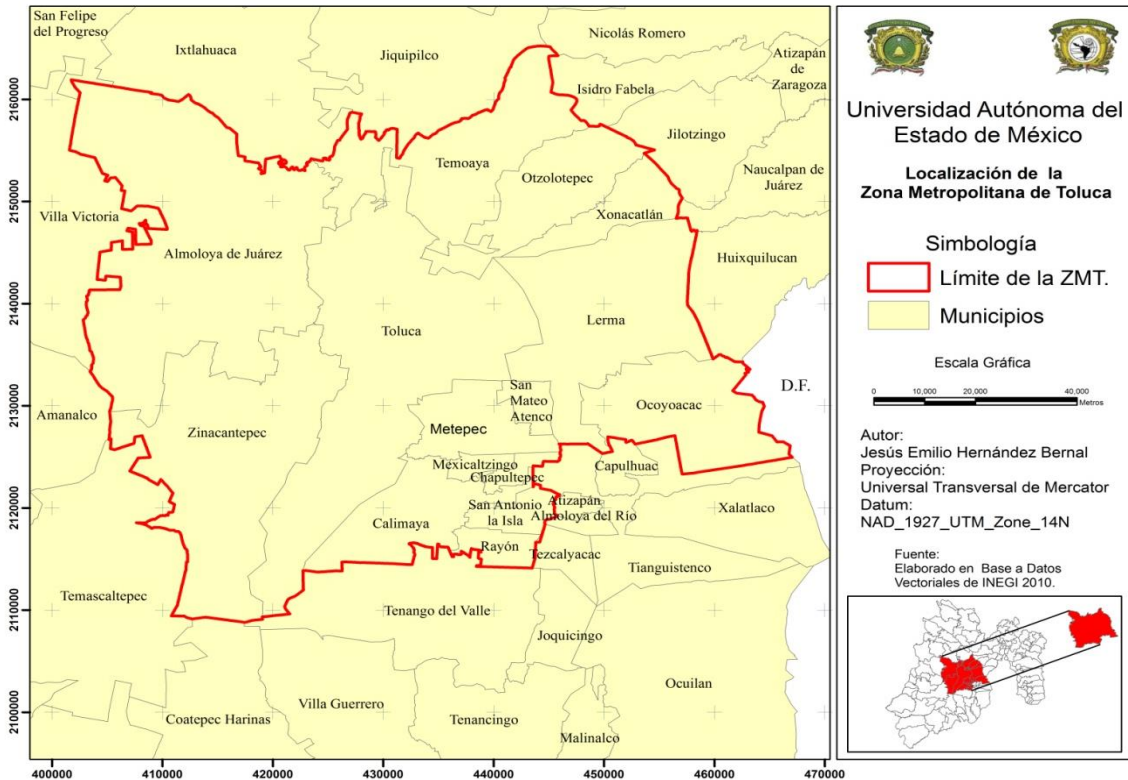 San Felipe
del Progreso
Ixtlahuaca
Jiquipilco
Nicolás Romero
Atizapán
de
Zaragoza
Isidro Fabela
Jilotzingo
Temoaya
Otzolotepec
Naucalpan de
Juárez
Villa Victoria
Xonacatlán
Almoloya de Juárez
Huixquilucan
Toluca
Lerma
D.F.
San
Mateo
Atenco
Amanalco
Ocoyoacac
Zinacantepec
Metepec
Mexicaltzingo
Chapultepec
Capulhuac
San Antonio
la Isla
Atizapán
Almoloya del Río
Xalatlaco
Calimaya
Rayón
Tezcalyacac
Tianguistenco
Temascaltepec
Tenango del Valle
Joquicingo
Ocuilan
Villa Guerrero
Coatepec Harinas
Tenancingo
Malinalco
2160000
2150000
2140000
2130000
2120000
2110000
2100000
400000 410000 420000 430000 440000 450000 460000 470000
Universidad Autónoma del
Estado de México
Localización de la
Zona Metropolitana de Toluca
Simbología
Límite de la ZMT.
Municipios
Escala Gráfica
0 10,000 20,000 40,000
Metros
Autor:
Jesús Emilio Hernández Bernal
Proyección:
Universal Transversal de Mercator
Datum:
NAD_1927_UTM_Zone_14N
Fuente:
Elaborado en Base a Datos
Vectoriales de INEGI 2010.